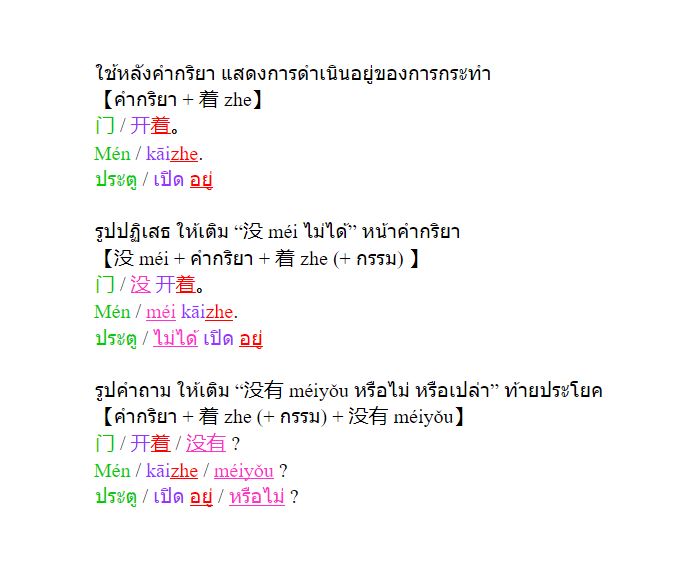 ใช้หลังคำกริยา แสดงการดำเนินอยู่ของการกระทำ
【คำกริยา + 着 zhe】
门 / 开着。
Mén / kāizhe.
ประตู / เปิด อยู่
รูปปฏิเสธ ให้เติม “没 méi ไม่ได้” หน้าคำกริยา
【没 méi + คำกริยา + 着 zhe (+ กรรม) 】
门 / 没 开着。
Mén / méi kāizhe.
ประตู / ไม่ได้ เปิด อยู่
รูปคำถาม ให้เติม “没有 méiyǒu หรือไม่ หรือเปล่า” ท้ายประโยค
【คำกริยา + 着 zhe (+ กรรม) + 没有 méiyǒu】
门 / 开着 / 没有 ?
Mén / kāizhe / méiyǒu ?
ประตู / เปิด อยู่ / หรือไม่ ?